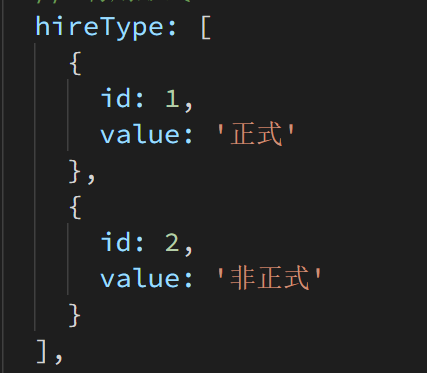 hireType: [
{
id: 1,
value: '正式'
},
{
id: 2,
value: '非正式'
}
],